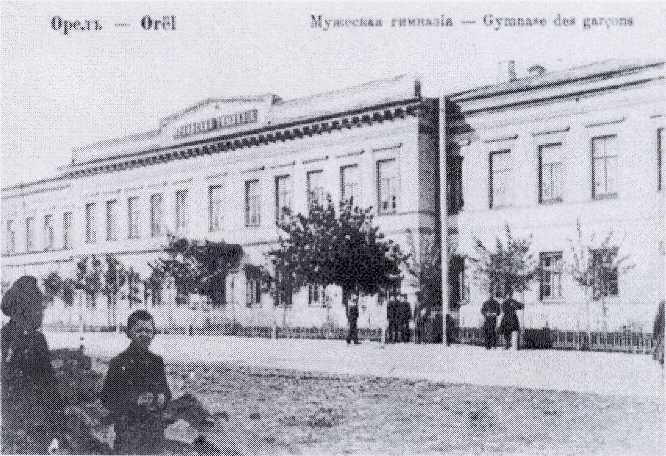 Орелъ — Orël
Мужеская гимназія — Gymnase des garçons